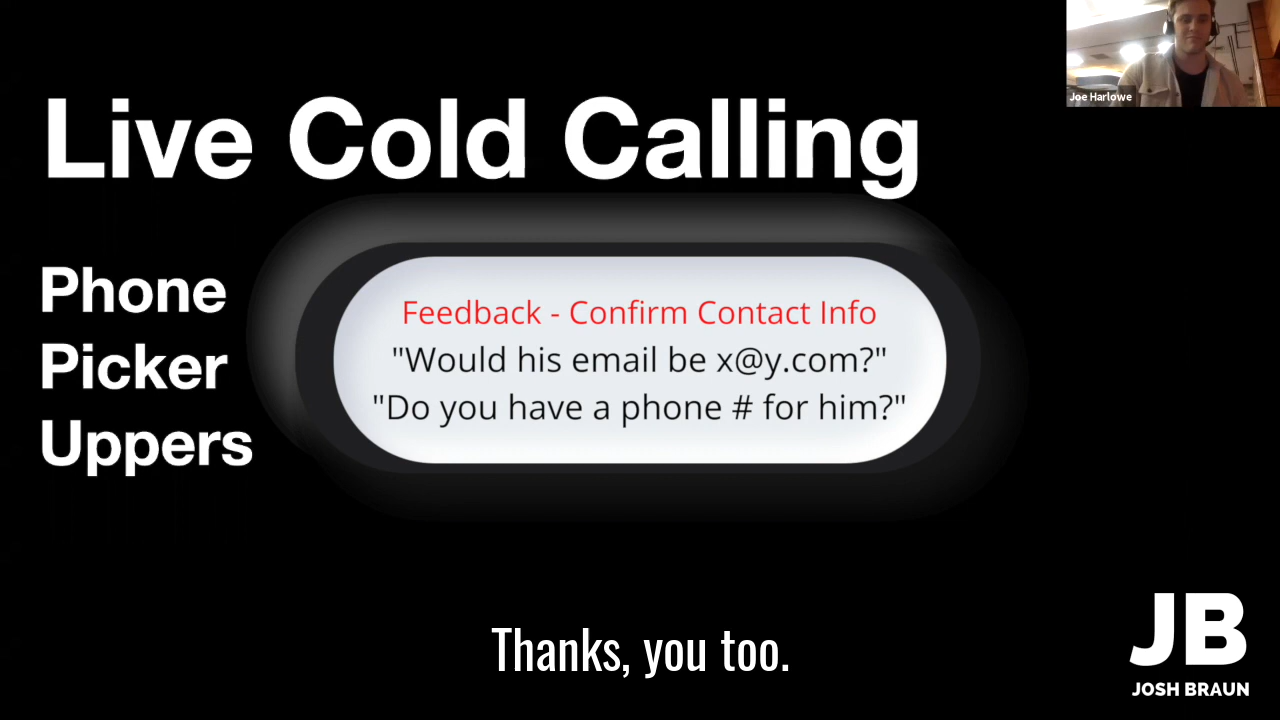 Joe Harlowe
Live Cold Calling
Phone
Picker
Uppers
Feedback - Confirm Contact Info
"Would his email be x@y.com?"
"Do you have a phone # for him?"
Thanks, you too.
JB
JOSH BRAUN